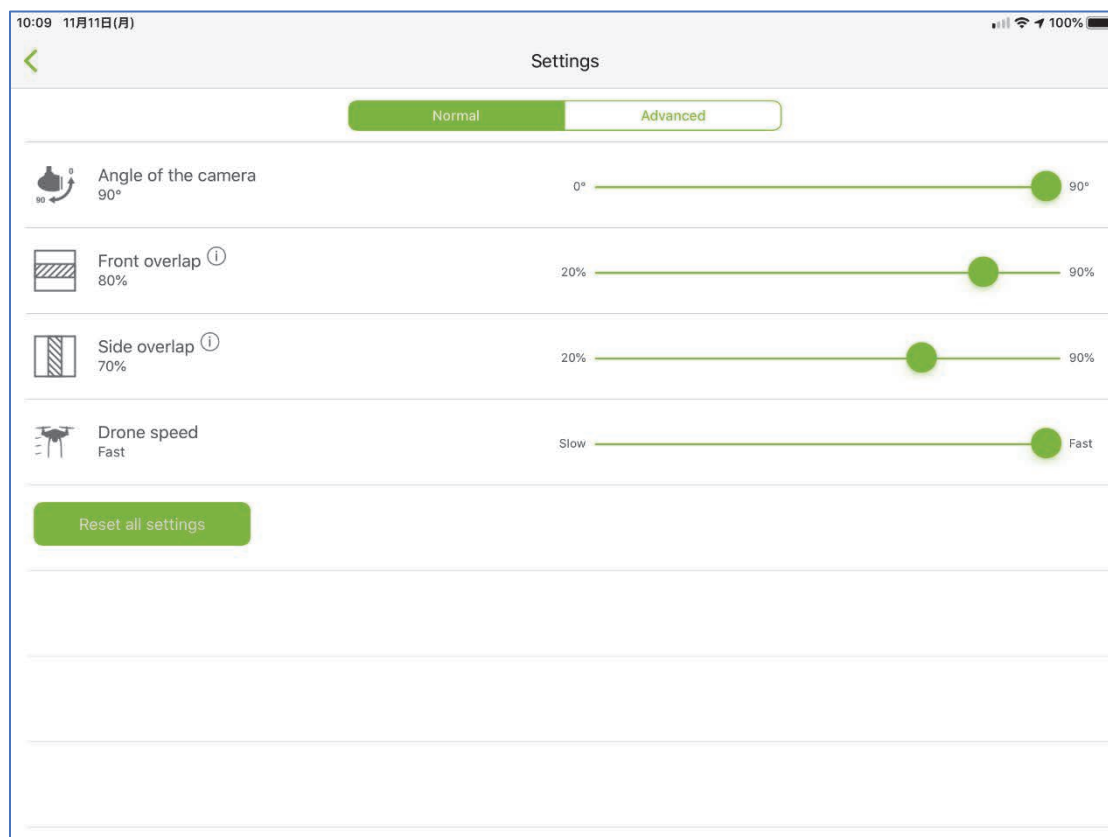 10:09 11月11日(月) 100%
Settings
Normal Advanced
Angle of the camera
90°
0° 90°
0
90
Front overlap i
80%
20% 90%
Side overlap i
70%
20% 90%
Drone speed
Fast
Slow Fast
Reset all settings